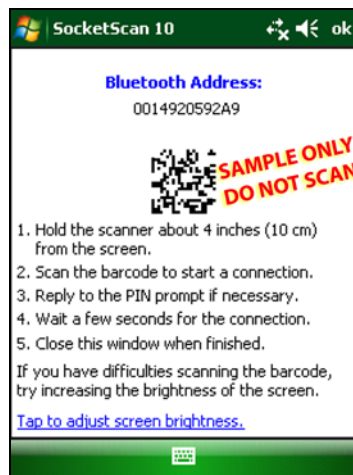 SocketScan 10
ok
Bluetooth Address:
0014920592A9
SAMPLE ONLY
DO NOT SCAN
1. Hold the scanner about 4 inches (10 cm)
from the screen.
2. Scan the barcode to start a connection.
3. Reply to the PIN prompt if necessary.
4. Wait a few seconds for the connection.
5. Close this window when finished.
If you have difficulties scanning the barcode,
try increasing the brightness of the screen.
Tap to adjust screen brightness.